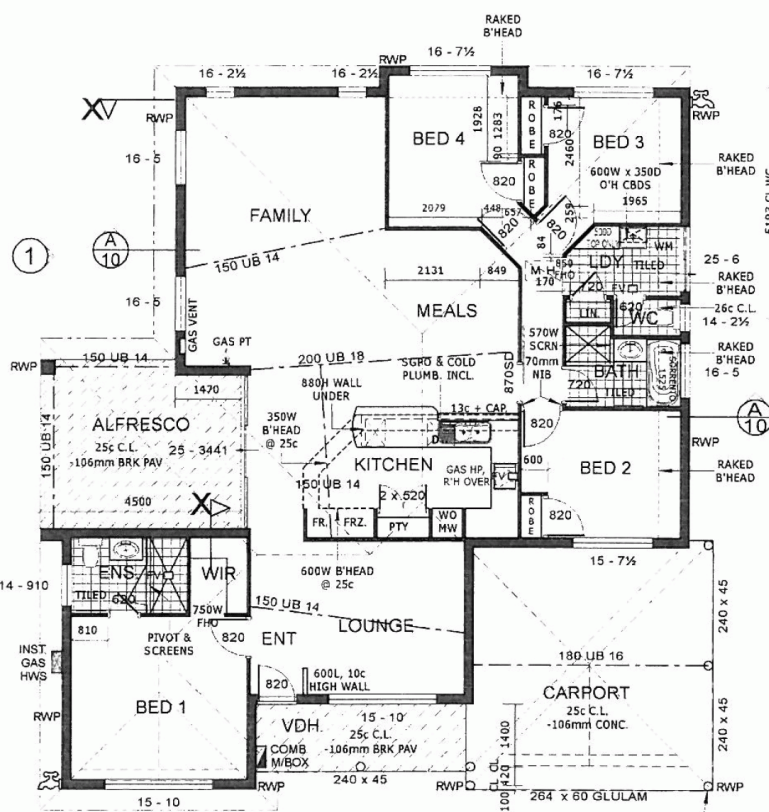 RAKED
B'HEAD
RWP
16 - 7½
16 - 2½
16 - 2½
16 - 7½
X
RWP
RWP
16 - 5
1928
1283
90
ROBE
176
820
2460
BED 4
BED 3
600W x 350D
O'H CBDS
1965
RAKED
B'HEAD
820
ROBE
FAMILY
2079
448
657
820
820
259
RAKED
B'HEAD
1
A
10
150 UB 14
84
WM
2131
849
M H
850
FHO
170
LDY
TILED
25 - 6
720
FV
RAKED
B'HEAD
16 - 5
GAS VENT
MEALS
LIN.
620
WC
26c C.L.
14 - 2½
GAS PT
570W
SCRN
70mm
NIB
RAKED
B'HEAD
RWP
150 UB 14
200 UB 18
SGPO & COLD
PLUMB. INCL.
870SD
BATH
TILED
1525
16 - 5
1470
880H WALL
UNDER
720
ALFRESCO
25c C.L.
-106mm BRK PAV
25 - 3441
350W
B'HEAD
@ 25c
13c + CAP
820
A
10
150 UB 14
KITCHEN
GAS HP,
R'H OVER
600
BED 2
RWP
RAKED
B'HEAD
150 UB 14
4500
X
2 x 520
FR.
FRZ.
PTY
WO
MW
ROBE
820
15 - 7½
RWP
14 - 910
ENS.
FV
WIR
600W B'HEAD
@ 25c
TILED
620
750W
FHO
150 UB 14
240 x 45
810
PIVOT &
SCREENS
820
ENT
LOUNGE
INST.
GAS
HWS
180 UB 16
820
600L, 10c
HIGH WALL
BED 1
CARPORT
25c C.L.
-106mm CONC.
RWP
VDH
15 - 10
25c C.L.
-106mm BRK PAV
1400
240 x 45
COMB
M/BOX
240 x 45
420
RWP
RWP
RWP
15 - 10
100
264 x 60 GLULAM